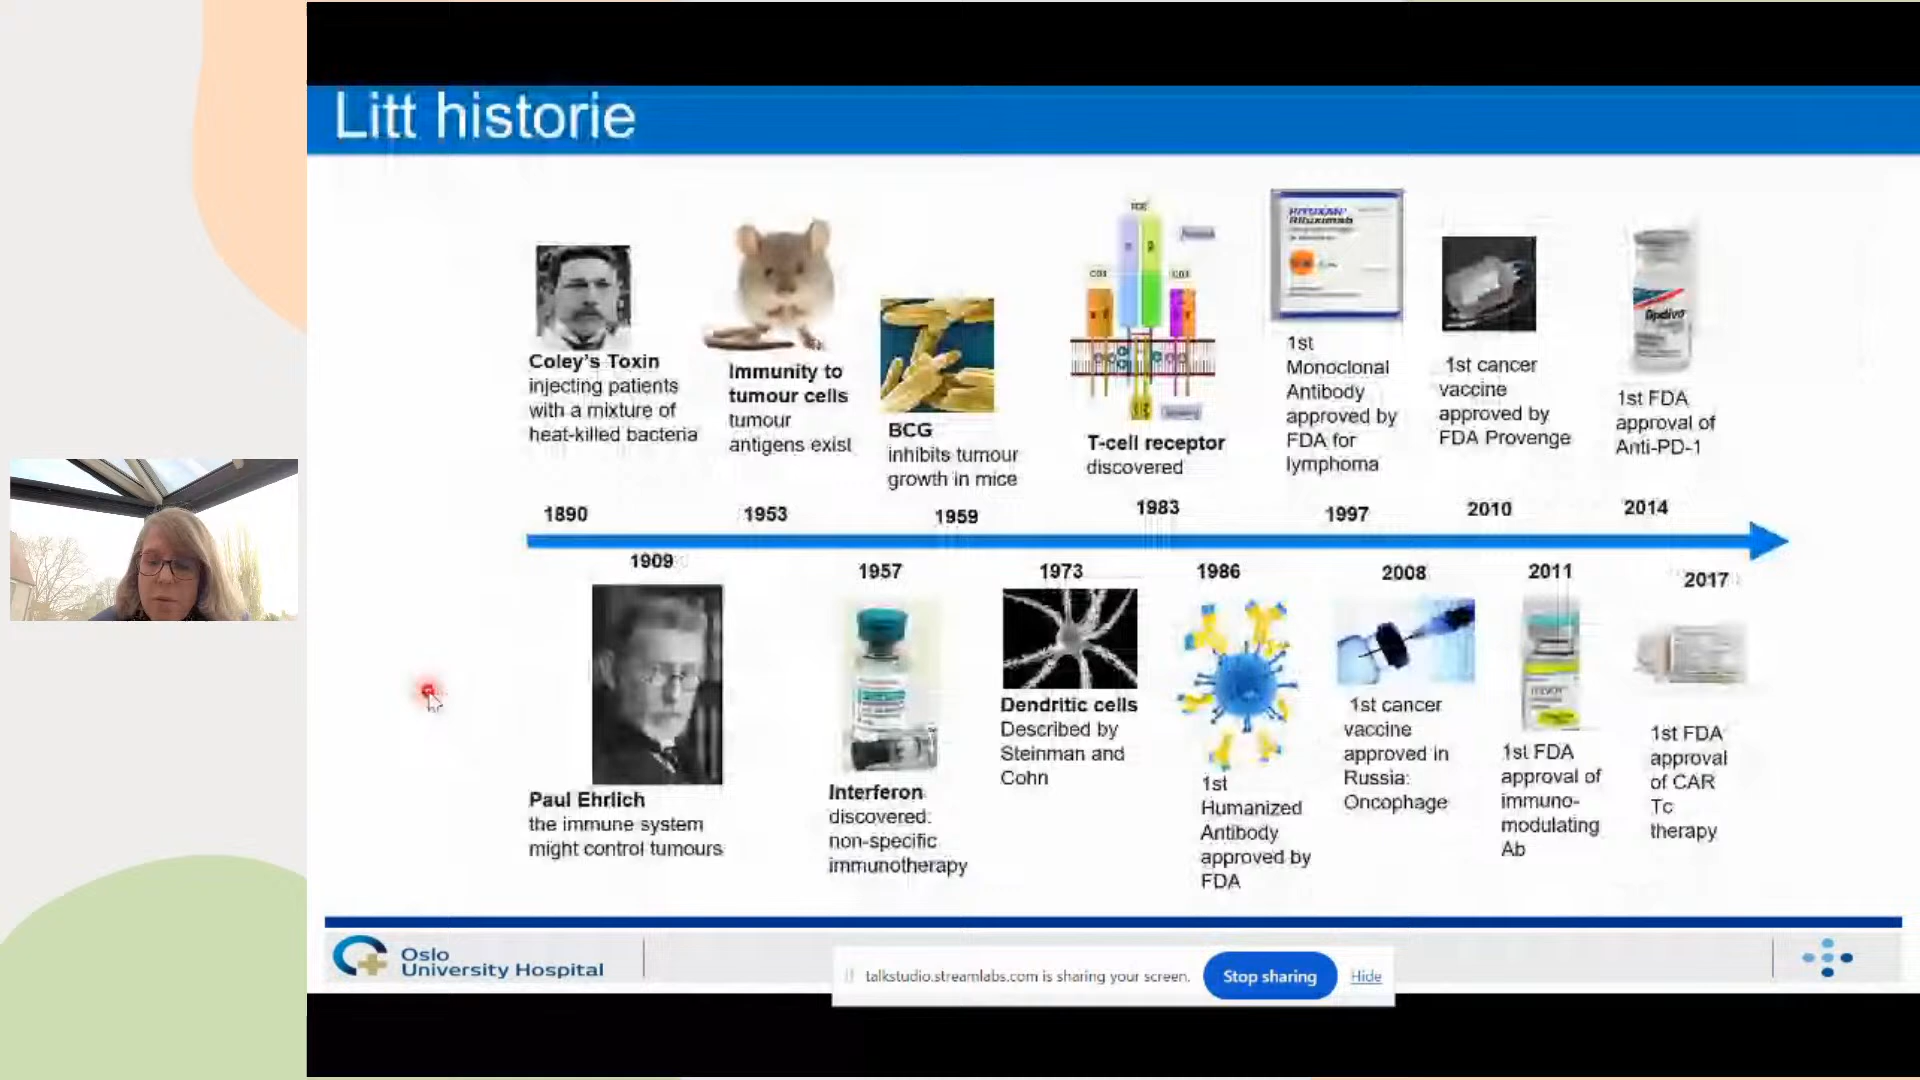 Litt historie
Coley's Toxin
injecting patients
with a mixture of
heat-killed bacteria
Immunity to
tumour cells
tumour
antigens exist
BCG
inhibits tumour
growth in mice
CD3
CD3
T-cell receptor
discovered
RITUXAN
Rituximab
1st
Monoclonal
Antibody
approved by
FDA for
lymphoma
1st cancer
vaccine
approved by
FDA Provenge
Opdivo
1st FDA
approval of
Anti-PD-1
1890
1953
1959
1983
1997
2010
2014
1909
1957
1973
1986
2008
2011
2017
Paul Ehrlich
the immune system
might control tumours
Interferon
discovered:
non-specific
immunotherapy
Dendritic cells
Described by
Steinman and
Cohn
1st
Humanized
Antibody
approved by
FDA
1st cancer
vaccine
approved in
Russia:
Oncophage
1st FDA
approval of
immuno-
modulating
Ab
1st FDA
approval
of CAR
Tc
therapy
Oslo
University Hospital
talkstudio.streamlabs.com is sharing your screen.
Stop sharing
Hide